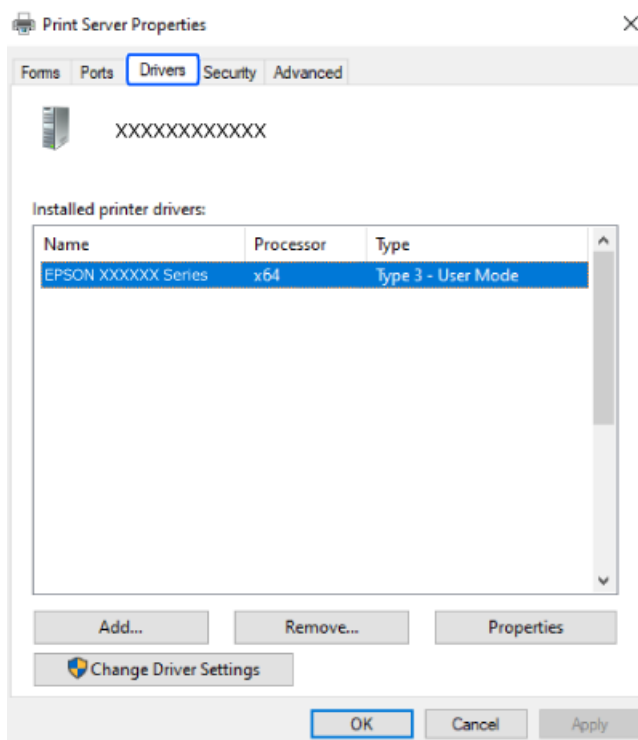 Print Server Properties
Forms Ports Drivers Security Advanced
XXXXXXXXXXXX
Installed printer drivers:
Name Processor Type
EPSON XXXXXX Series x64 Type 3 - User Mode
Add... Remove... Properties
Change Driver Settings
OK Cancel Apply